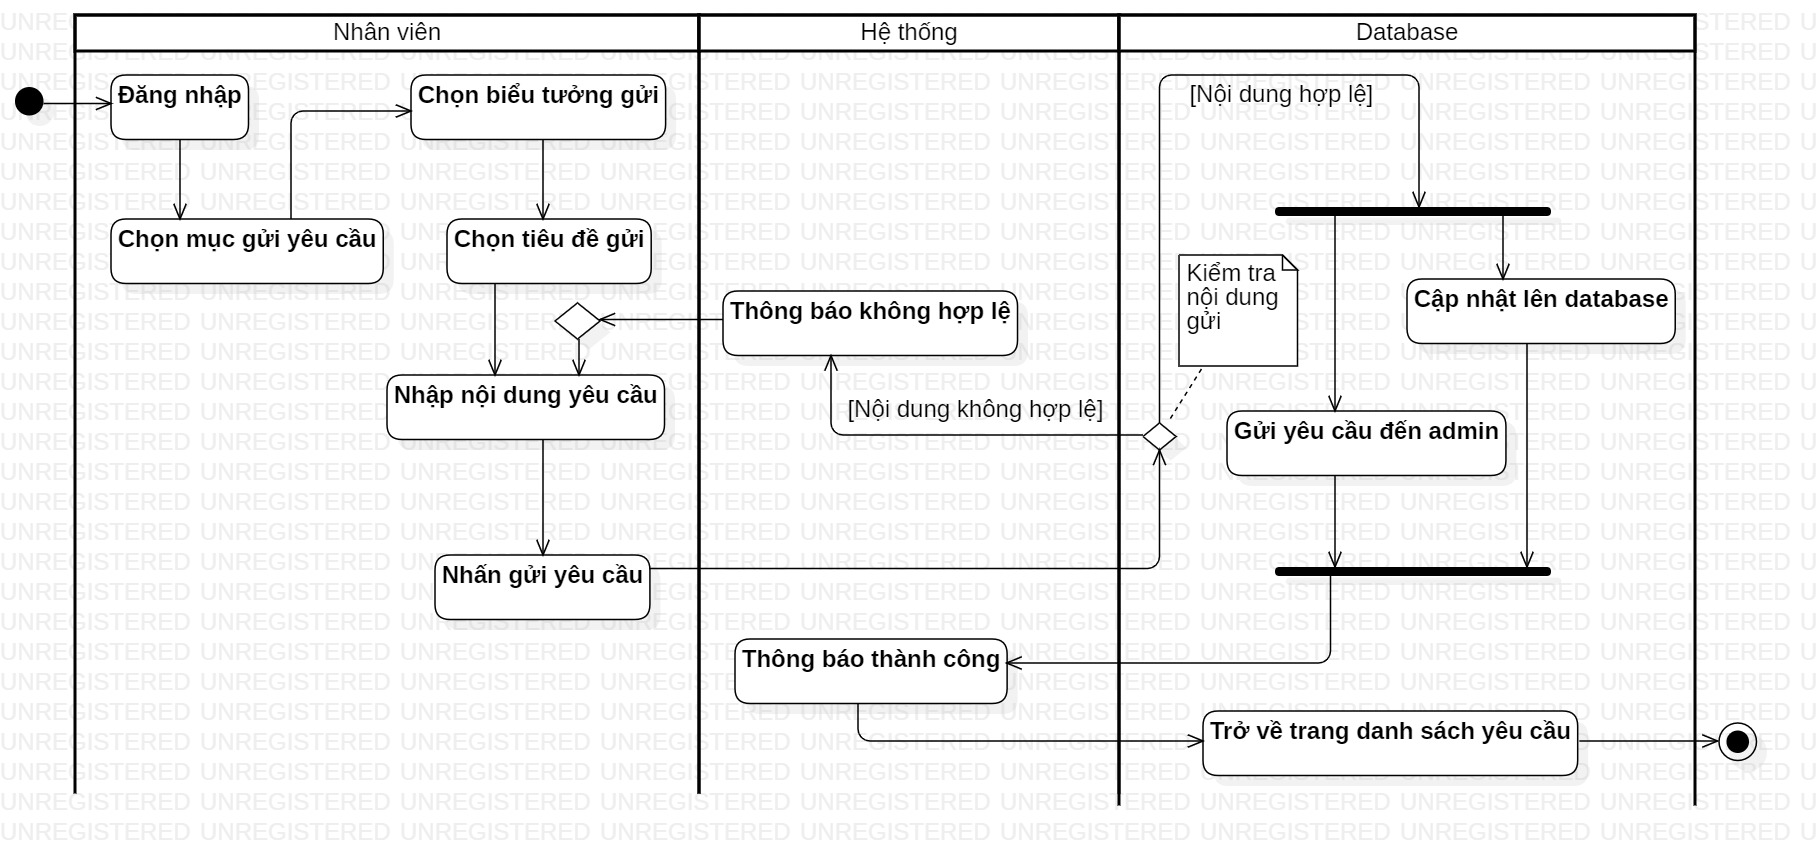 Nhân viên
Hệ thống
Database
Đăng nhập
Chọn biểu tưởng gửi
[Nội dung hợp lệ]
Chọn mục gửi yêu cầu
Chọn tiêu đề gửi
Kiểm tra
nội dung
gửi
Cập nhật lên database
Thông báo không hợp lệ
Nhập nội dung yêu cầu
[Nội dung không hợp lệ]
Gửi yêu cầu đến admin
Nhấn gửi yêu cầu
Thông báo thành công
Trở về trang danh sách yêu cầu
UNREGISTERED